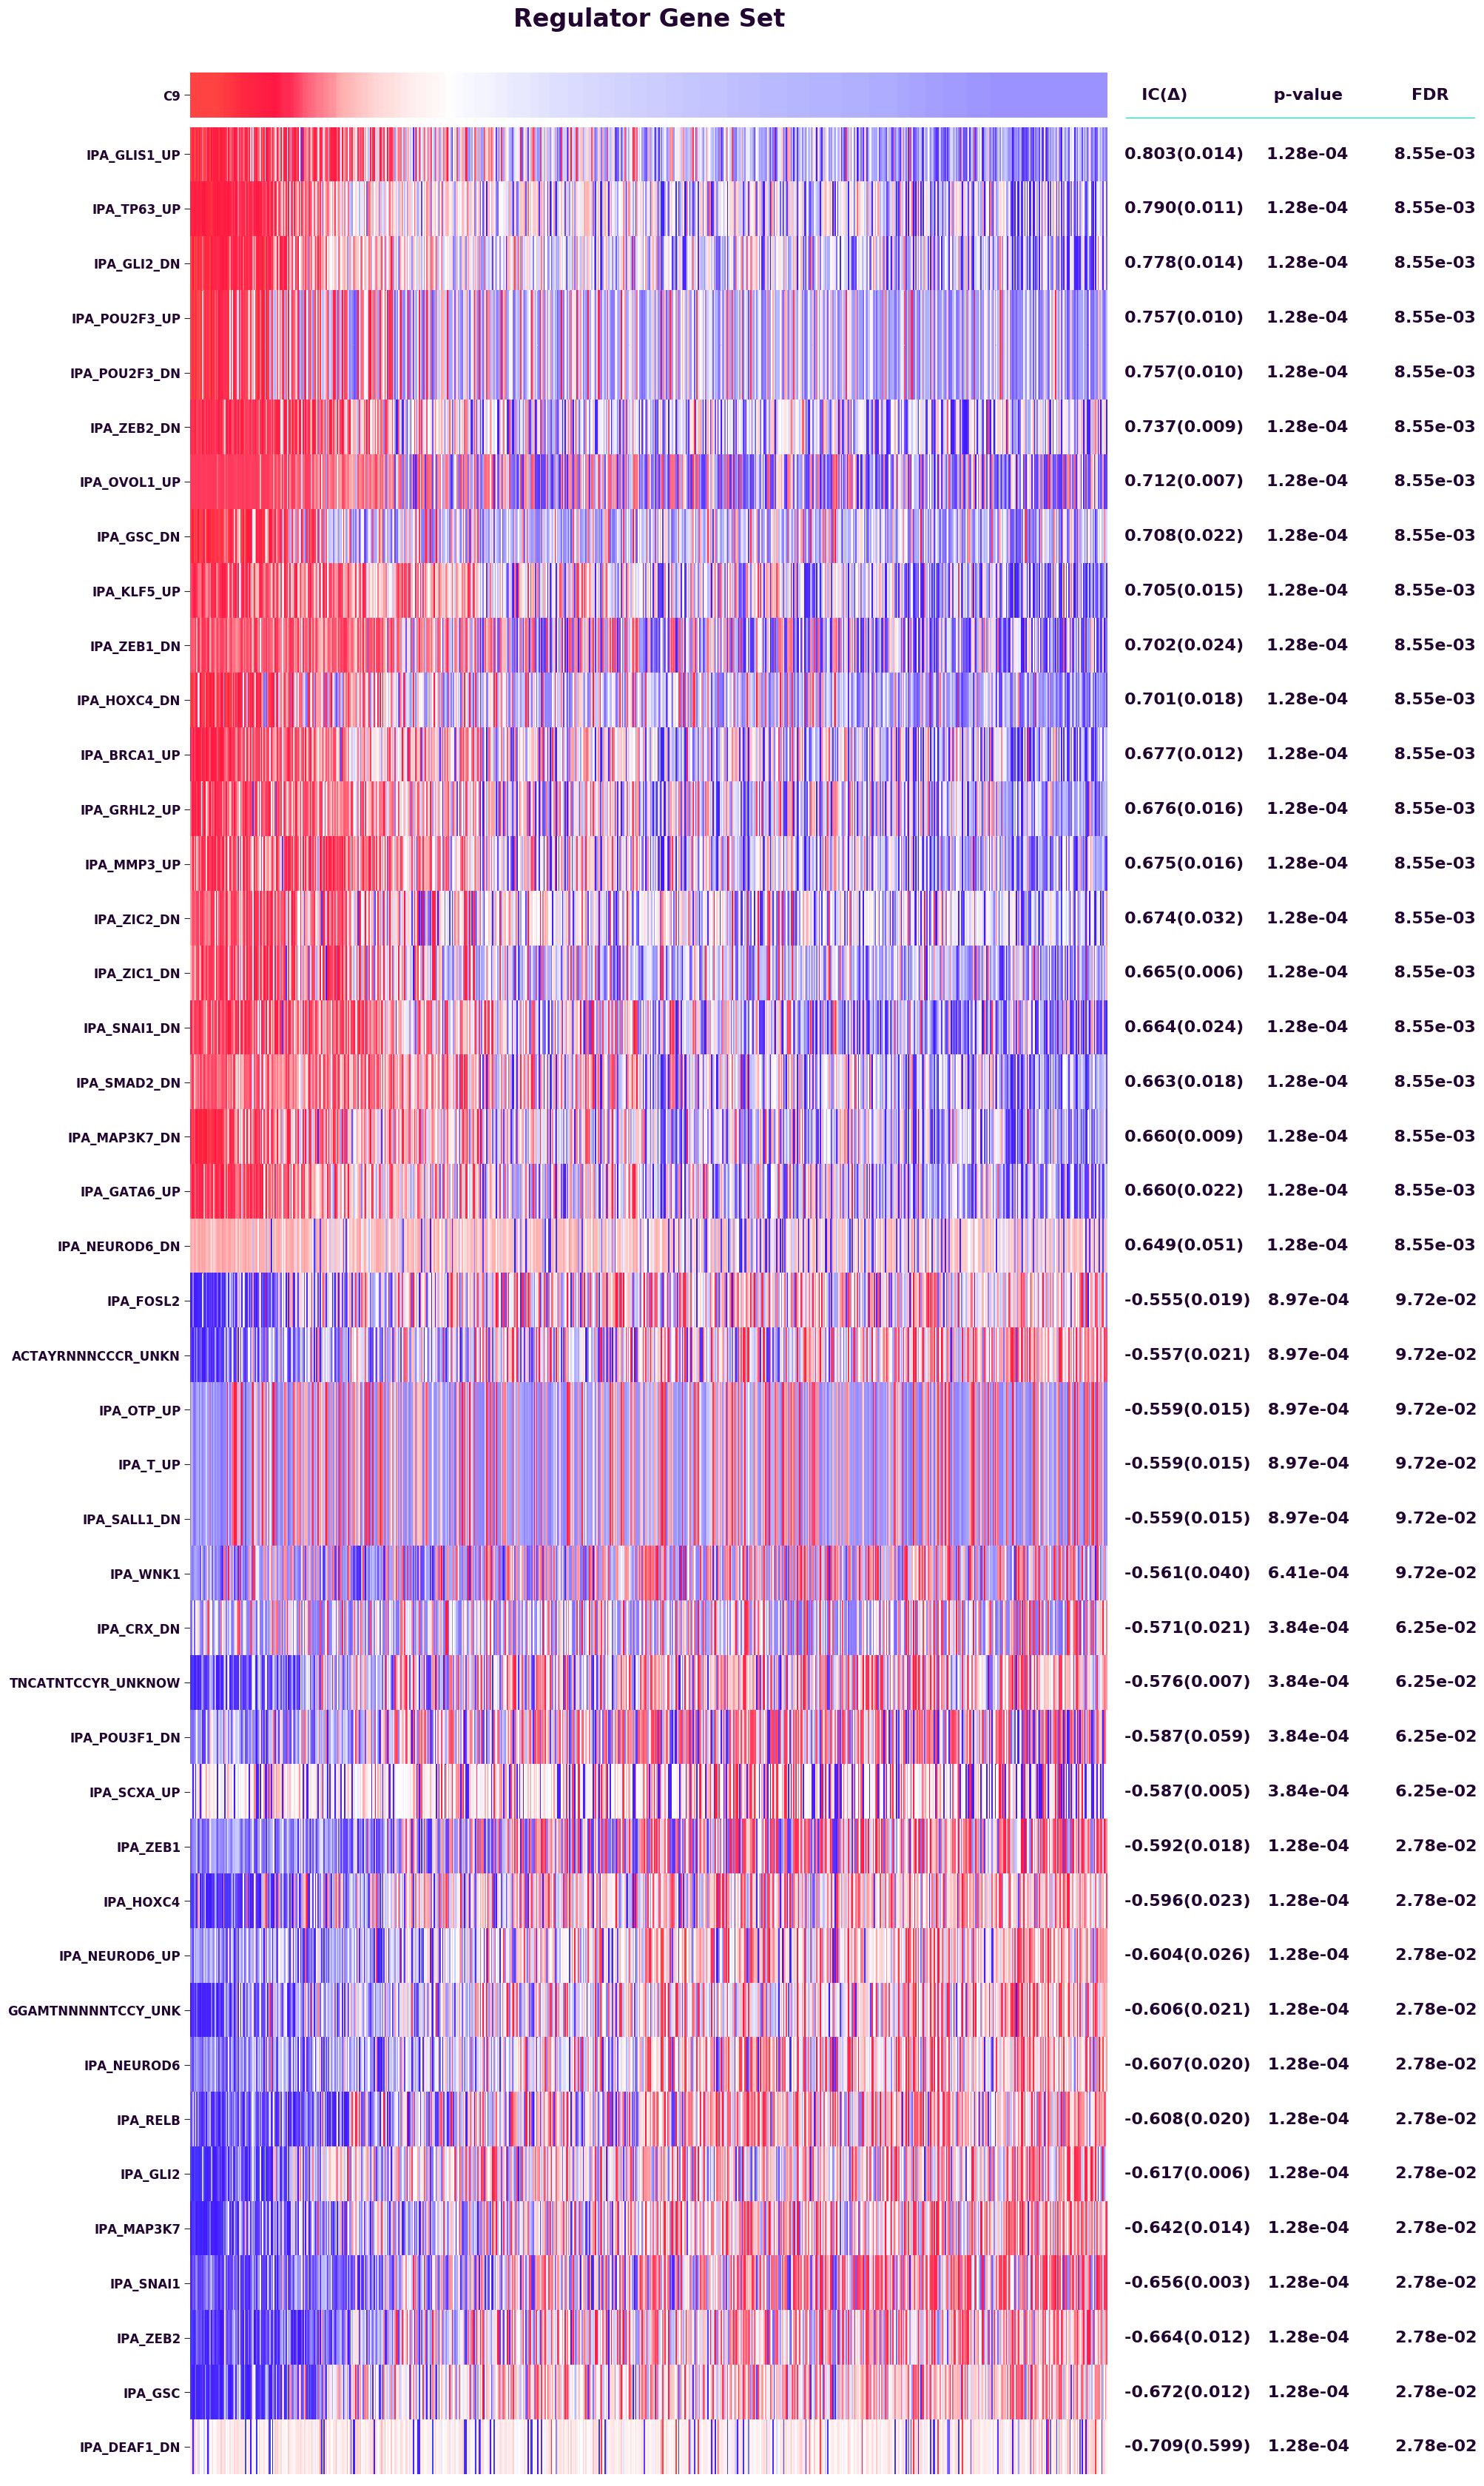 Regulator Gene Set
C9 IC(Δ) p-value FDR
IPA_GLIS1_UP 0.803(0.014) 1.28e-04 8.55e-03
IPA_TP63_UP 0.790(0.011) 1.28e-04 8.55e-03
IPA_GLI2_DN 0.778(0.014) 1.28e-04 8.55e-03
IPA_POU2F3_UP 0.757(0.010) 1.28e-04 8.55e-03
IPA_POU2F3_DN 0.757(0.010) 1.28e-04 8.55e-03
IPA_ZEB2_DN 0.737(0.009) 1.28e-04 8.55e-03
IPA_OVOL1_UP 0.712(0.007) 1.28e-04 8.55e-03
IPA_GSC_DN 0.708(0.022) 1.28e-04 8.55e-03
IPA_KLF5_UP 0.705(0.015) 1.28e-04 8.55e-03
IPA_ZEB1_DN 0.702(0.024) 1.28e-04 8.55e-03
IPA_HOXC4_DN 0.701(0.018) 1.28e-04 8.55e-03
IPA_BRCA1_UP 0.677(0.012) 1.28e-04 8.55e-03
IPA_GRHL2_UP 0.676(0.016) 1.28e-04 8.55e-03
IPA_MMP3_UP 0.675(0.016) 1.28e-04 8.55e-03
IPA_ZIC2_DN 0.674(0.032) 1.28e-04 8.55e-03
IPA_ZIC1_DN 0.665(0.006) 1.28e-04 8.55e-03
IPA_SNAI1_DN 0.664(0.024) 1.28e-04 8.55e-03
IPA_SMAD2_DN 0.663(0.018) 1.28e-04 8.55e-03
IPA_MAP3K7_DN 0.660(0.009) 1.28e-04 8.55e-03
IPA_GATA6_UP 0.660(0.022) 1.28e-04 8.55e-03
IPA_NEUROD6_DN 0.649(0.051) 1.28e-04 8.55e-03
IPA_FOSL2 -0.555(0.019) 8.97e-04 9.72e-02
ACTAYRNNNCCCR_UNKN -0.557(0.021) 8.97e-04 9.72e-02
IPA_OTP_UP -0.559(0.015) 8.97e-04 9.72e-02
IPA_T_UP -0.559(0.015) 8.97e-04 9.72e-02
IPA_SALL1_DN -0.559(0.015) 8.97e-04 9.72e-02
IPA_WNK1 -0.561(0.040) 6.41e-04 9.72e-02
IPA_CRX_DN -0.571(0.021) 3.84e-04 6.25e-02
TNCATNTCCYR_UNKNOW -0.576(0.007) 3.84e-04 6.25e-02
IPA_POU3F1_DN -0.587(0.059) 3.84e-04 6.25e-02
IPA_SCXA_UP -0.587(0.005) 3.84e-04 6.25e-02
IPA_ZEB1 -0.592(0.018) 1.28e-04 2.78e-02
IPA_HOXC4 -0.596(0.023) 1.28e-04 2.78e-02
IPA_NEUROD6_UP -0.604(0.026) 1.28e-04 2.78e-02
GGAMTNNNNNTCCY_UNK -0.606(0.021) 1.28e-04 2.78e-02
IPA_NEUROD6 -0.607(0.020) 1.28e-04 2.78e-02
IPA_RELB -0.608(0.020) 1.28e-04 2.78e-02
IPA_GLI2 -0.617(0.006) 1.28e-04 2.78e-02
IPA_MAP3K7 -0.642(0.014) 1.28e-04 2.78e-02
IPA_SNAI1 -0.656(0.003) 1.28e-04 2.78e-02
IPA_ZEB2 -0.664(0.012) 1.28e-04 2.78e-02
IPA_GSC -0.672(0.012) 1.28e-04 2.78e-02
IPA_DEAF1_DN -0.709(0.599) 1.28e-04 2.78e-02